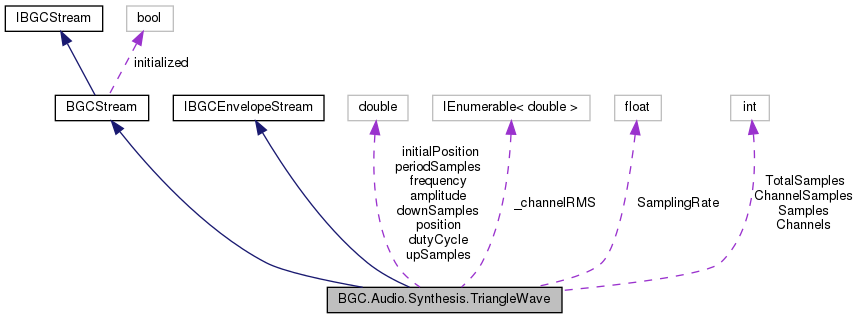 IBGCStream
bool
initialized
BGCStream
IBGCEnvelopeStream
double
IEnumerable< double >
float
int
initialPosition
periodSamples
frequency
amplitude
downSamples
position
dutyCycle
upSamples
_channelRMS
SamplingRate
TotalSamples
ChannelSamples
Samples
Channels
BGC.Audio.Synthesis.TriangleWave